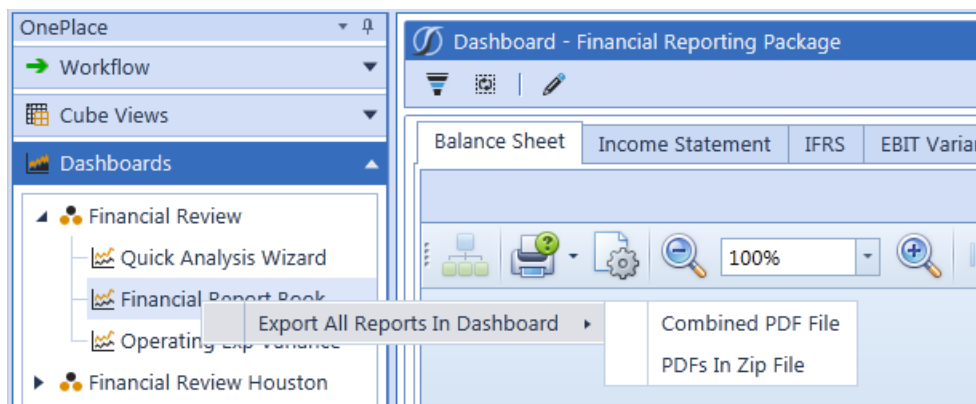 OnePlace
Workflow
Cube Views
Dashboards
Financial Review
Quick Analysis Wizard
Financial Report Book
Operating Exp Variance
Financial Review Houston
Dashboard - Financial Reporting Package
Balance Sheet Income Statement IFRS EBIT Varian
100%
Export All Reports In Dashboard
Combined PDF File
PDFs In Zip File